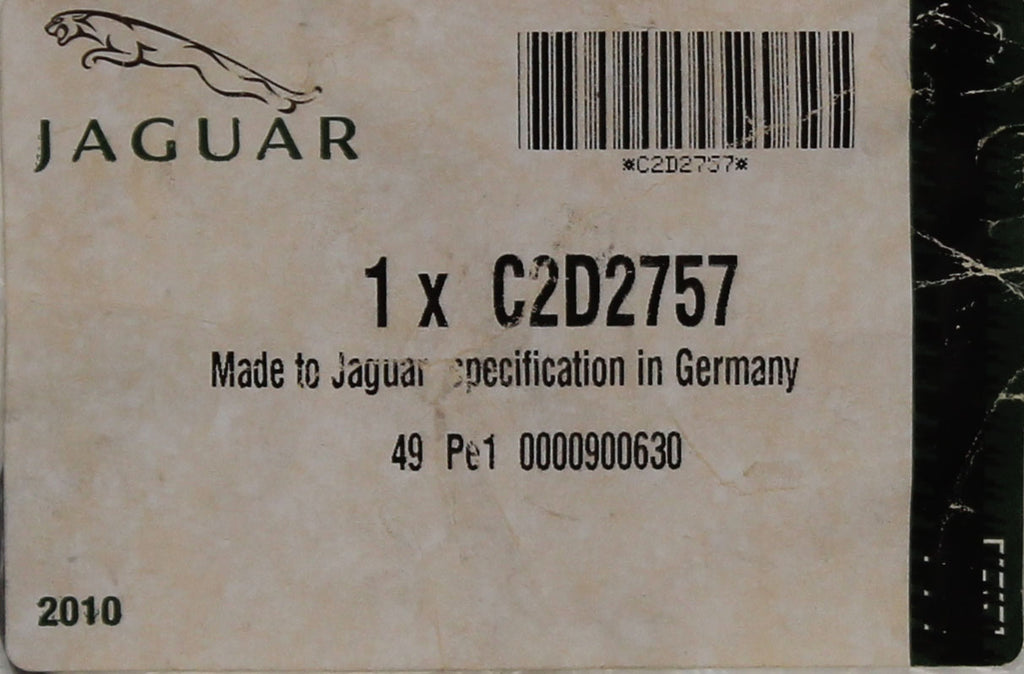 JAGUAR
*C2D2757*
1 x C2D2757
Made to Jaguar specification in Germany
49 Pe1 0000900630
2010